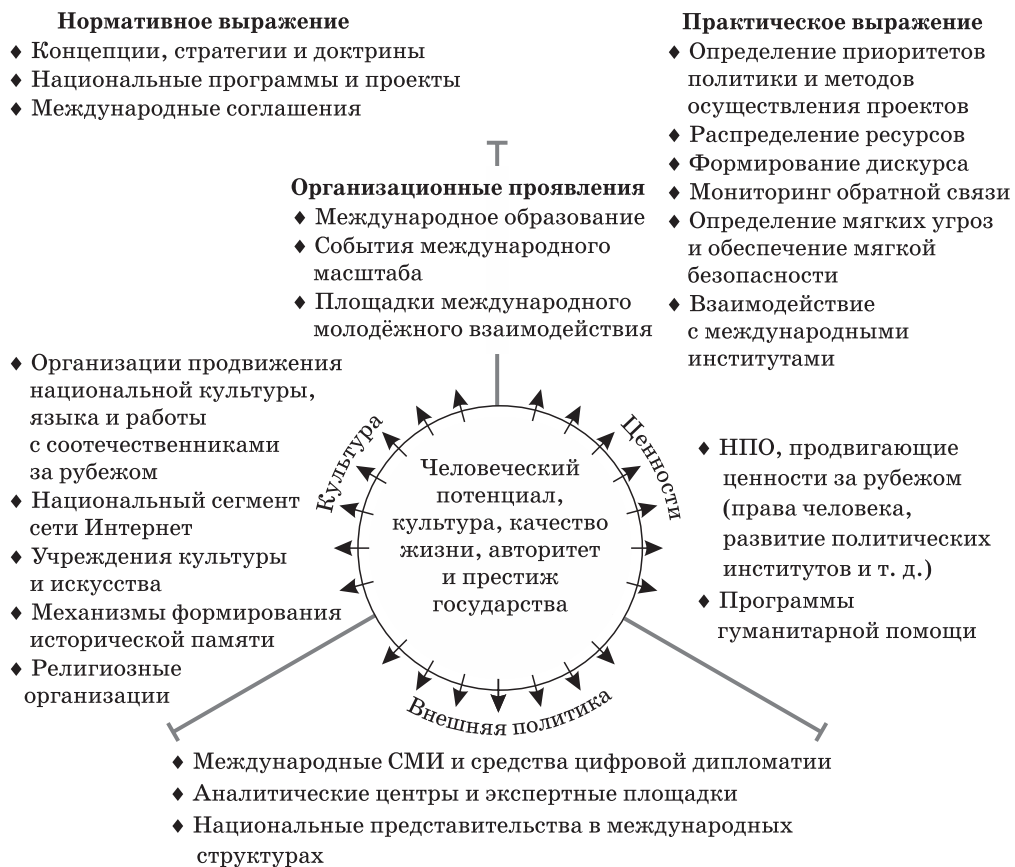 Нормативное выражение
♦ Концепции, стратегии и доктрины
♦ Национальные программы и проекты
♦ Международные соглашения
Практическое выражение
♦ Определение приоритетов
политики и методов
осуществления проектов
♦ Распределение ресурсов
♦ Формирование дискурса
♦ Мониторинг обратной связи
♦ Определение мягких угроз
и обеспечение мягкой
безопасности
♦ Взаимодействие
с международными
институтами
Организационные проявления
♦ Международное образование
♦ События международного
масштаба
♦ Площадки международного
молодёжного взаимодействия
♦ Организации продвижения
национальной культуры,
языка и работы
с соотечественниками
за рубежом
♦ Национальный сегмент
сети Интернет
♦ Учреждения культуры
и искусства
♦ Механизмы формирования
исторической памяти
♦ Религиозные
организации
Культура
Человеческий
потенциал,
культура, качество
жизни, авторитет
и престиж
государства
Ценности
Внешняя политика
♦ НПО, продвигающие
ценности за рубежом
(права человека,
развитие политических
институтов и т. д.)
♦ Программы
гуманитарной помощи
♦ Международные СМИ и средства цифровой дипломатии
♦ Аналитические центры и экспертные площадки
♦ Национальные представительства в международных
структурах